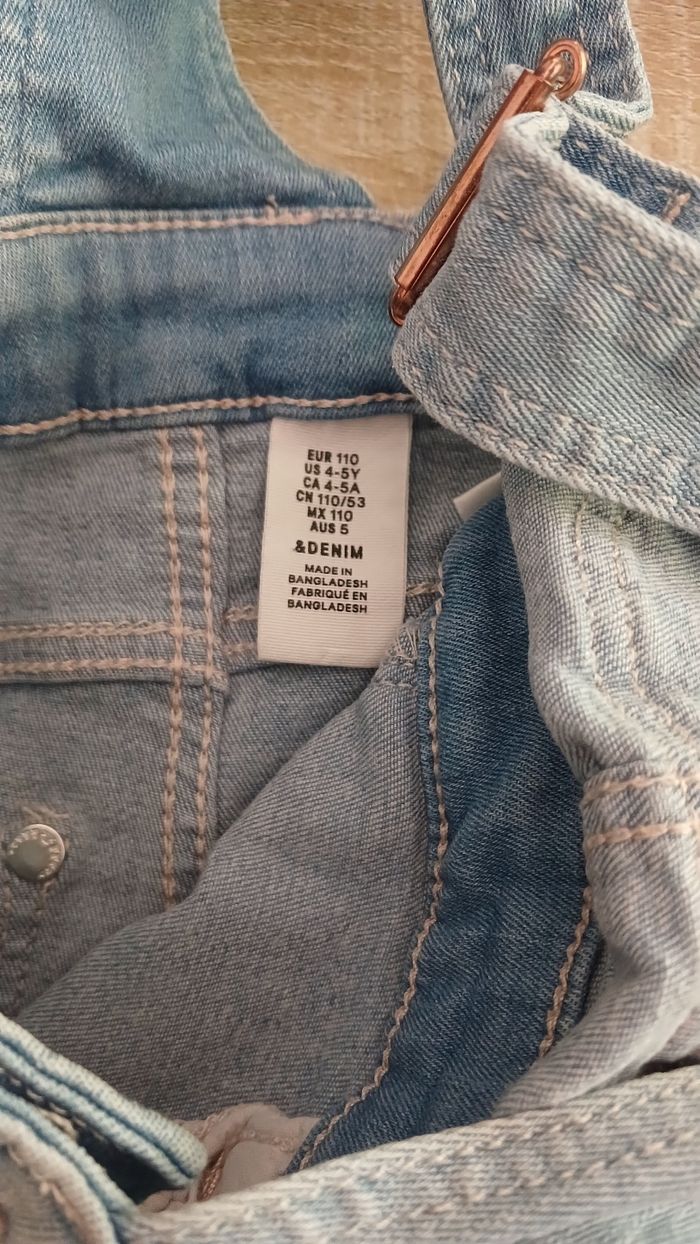 EUR 110
US 4-5Y
CA 4-5A
CN 110/53
MX 110
AUS 5
&DENIM
MADE IN
BANGLADESH
FABRIQUÉ EN
BANGLADESH